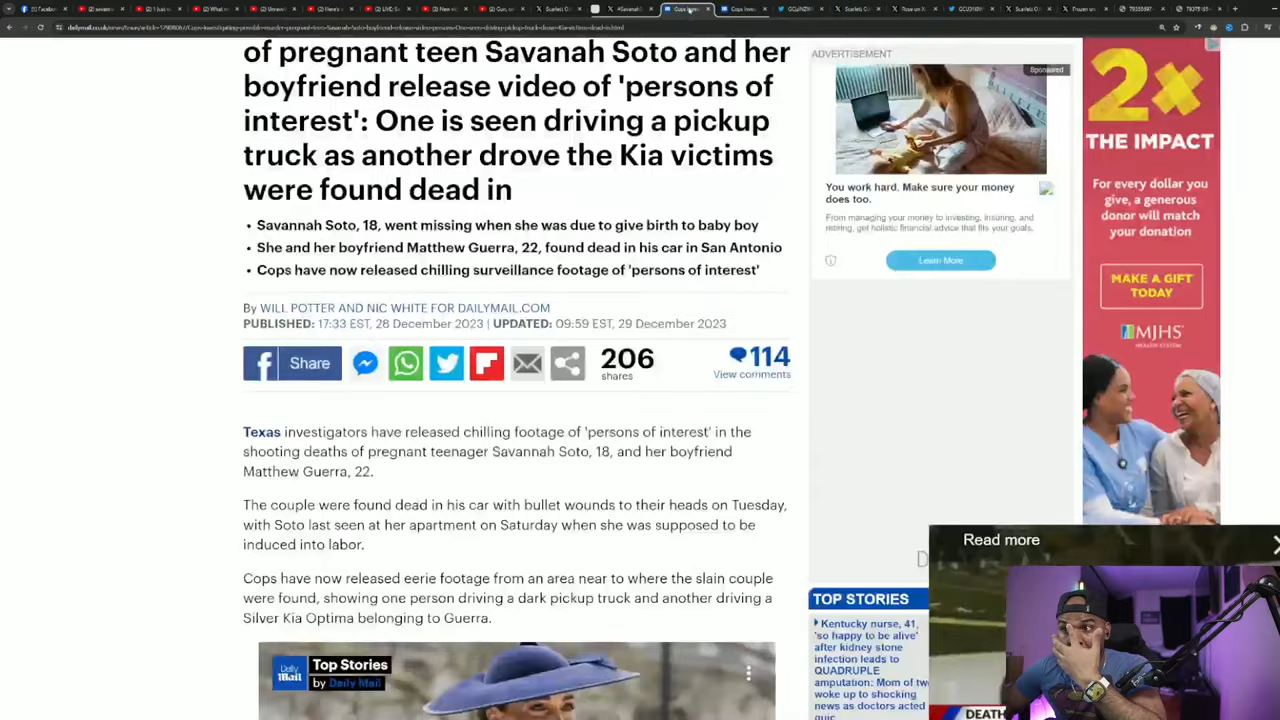 dailymail.co.uk
of pregnant teen Savanah Soto and her
boyfriend release video of 'persons of
interest': One is seen driving a pickup
truck as another drove the Kia victims
were found dead in
• Savannah Soto, 18, went missing when she was due to give birth to baby boy
• She and her boyfriend Matthew Guerra, 22, found dead in his car in San Antonio
• Cops have now released chilling surveillance footage of 'persons of interest'
By WILL POTTER AND NIC WHITE FOR DAILYMAIL.COM
PUBLISHED: 17:33 EST, 28 December 2023 | UPDATED: 09:59 EST, 29 December 2023
f Share
206
shares
114
View comments
Texas investigators have released chilling footage of 'persons of interest' in the
shooting deaths of pregnant teenager Savannah Soto, 18, and her boyfriend
Matthew Guerra, 22.
The couple were found dead in his car with bullet wounds to their heads on Tuesday,
with Soto last seen at her apartment on Saturday when she was supposed to be
induced into labor.
Cops have now released eerie footage from an area near to where the slain couple
were found, showing one person driving a dark pickup truck and another driving a
Silver Kia Optima belonging to Guerra.
Daily
Mail
Top Stories
by Daily Mail
ADVERTISEMENT
Sponsored
You work hard. Make sure your money
does too.
From managing your money to investing, insuring, and
retiring, get holistic financial advice that fits your goals.
Learn More
2x
THE IMPACT
For every dollar you
give, a generous
donor will match
your donation
MAKE A GIFT
TODAY
MJHS
HEALTH SYSTEM
Read more
TOP STORIES
Kentucky nurse, 41,
'so happy to be alive'
after kidney stone
infection leads to
QUADRUPLE
amputation: Mom of two
woke up to shocking
news as doctors acted
quic
DEATH